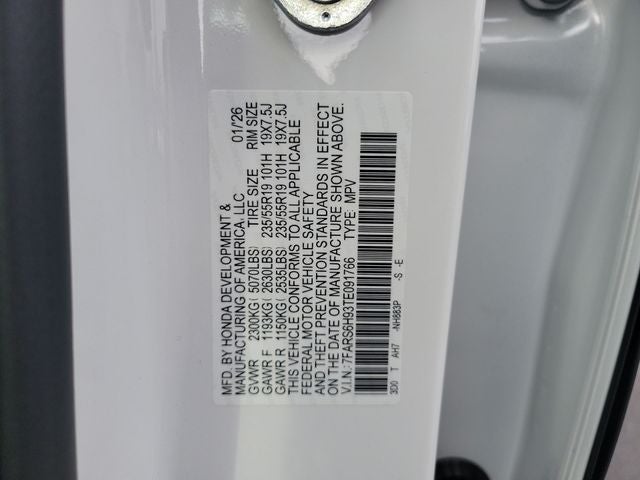 MFD. BY HONDA DEVELOPMENT &
MANUFACTURING OF AMERICA, LLC 01/'26
GVWR 2300KG( 5070LBS) TIRE SIZE RIM SIZE
GAWR F 1193KG( 2630LBS) 235/55R19 101H 19X7.5J
GAWR R 1150KG( 2535LBS) 235/55R19 101H 19X7.5J
THIS VEHICLE CONFORMS TO ALL APPLICABLE
FEDERAL MOTOR VEHICLE SAFETY
AND THEFT PREVENTION STANDARDS IN EFFECT
ON THE DATE OF MANUFACTURE SHOWN ABOVE.
V.I.N.:7FARS6H93TE091766 TYPE: MPV
3D0 T AH7 -NH883P -S -E